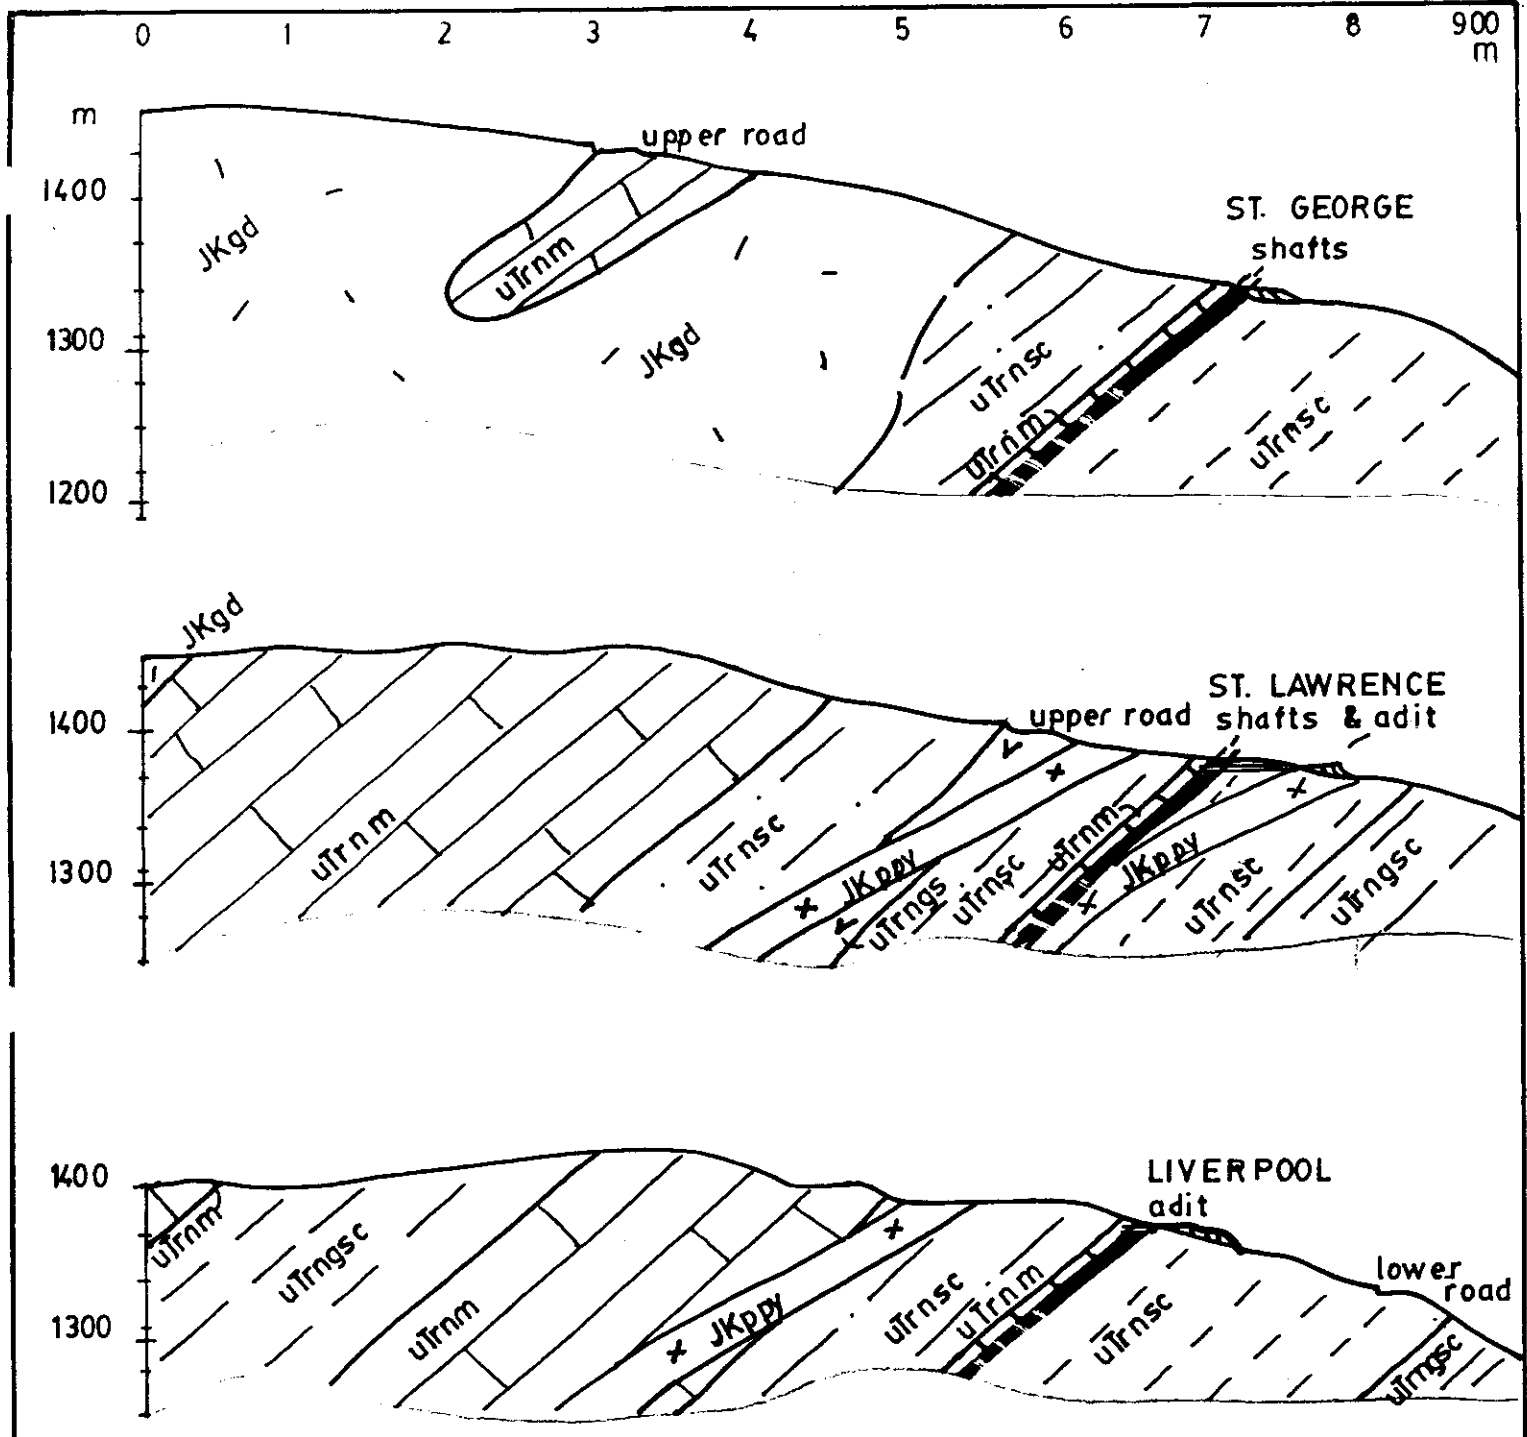 0 1 2 3 4 5 6 7 8 900
m
m
upper road
1400
ST. GEORGE
shafts
JKgd
uTrnm
1300
JKgd
uTrnsc
uTrnm
uTrnsc
1200
JKgd
ST. LAWRENCE
1400
upper road shafts & adit
uTrnm
uTrnsc
1300
JKppy
uTrngs
uTrnsc
uTrnm
JKppy
uTrnsc
uTrngsc
1400
LIVERPOOL
adit
uTrnm
uTrngsc
lower
road
1300
uTrnm
JKppy
uTrnsc
uTrnm
uTrnsc
uTrngsc